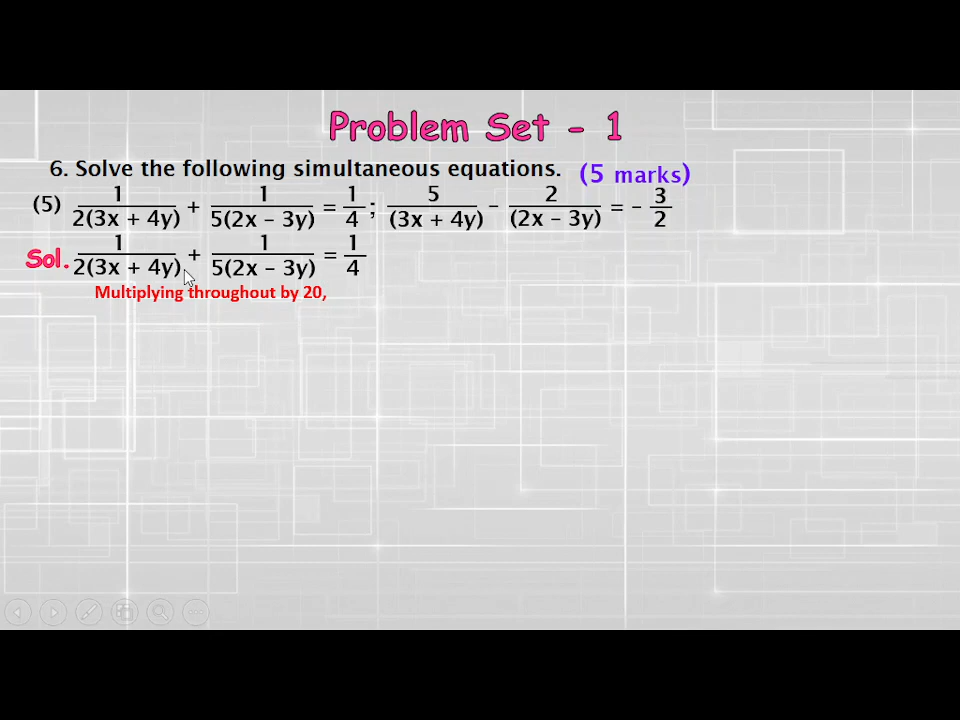 Problem Set - 1
6. Solve the following simultaneous equations. (5 marks)
(5) 1/2(3x + 4y) + 1/5(2x – 3y) = 1/4 ; 5/(3x + 4y) – 2/(2x – 3y) = – 3/2
Sol. 1/2(3x + 4y) + 1/5(2x – 3y) = 1/4
Multiplying throughout by 20,